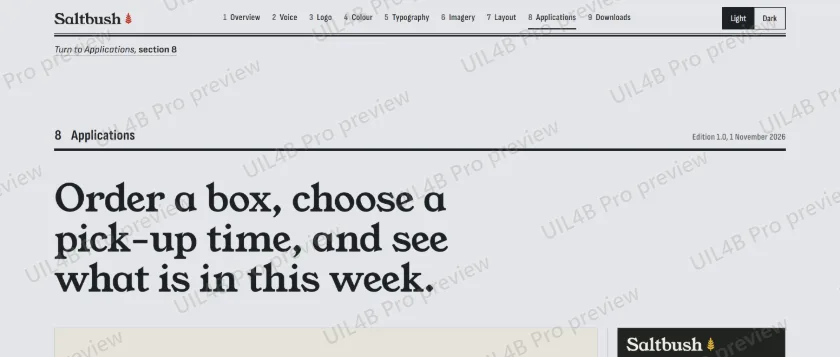 Saltbush
1 Overview 2 Voice 3 Logo 4 Colour 5 Typography 6 Imagery 7 Layout 8 Applications 9 Downloads
Light Dark
Turn to Applications, section 8
8 Applications
Edition 1.0, 1 November 2026
Order a box, choose a
pick-up time, and see
what is in this week.
Saltbush
UIL4B Pro preview